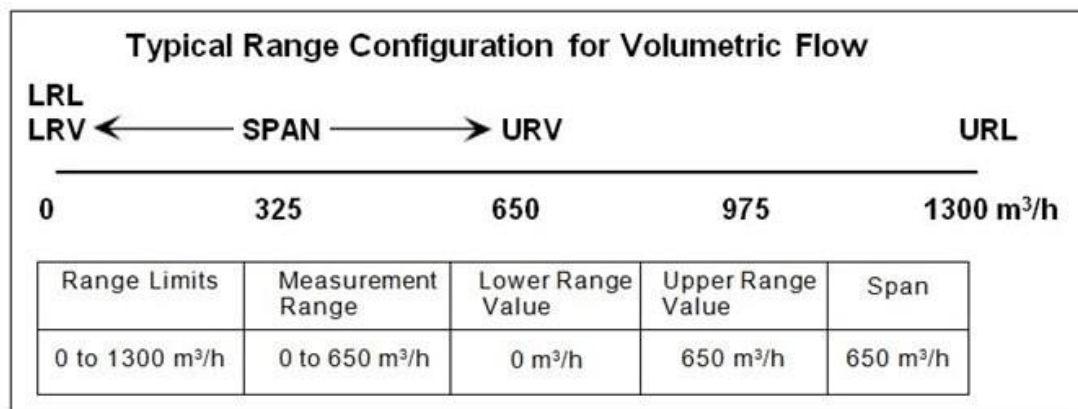 Typical Range Configuration for Volumetric Flow
LRL
LRV SPAN URV URL
0 325 650 975 1300 m³/h
Range Limits Measurement Range Lower Range Value Upper Range Value Span
0 to 1300 m³/h 0 to 650 m³/h 0 m³/h 650 m³/h 650 m³/h